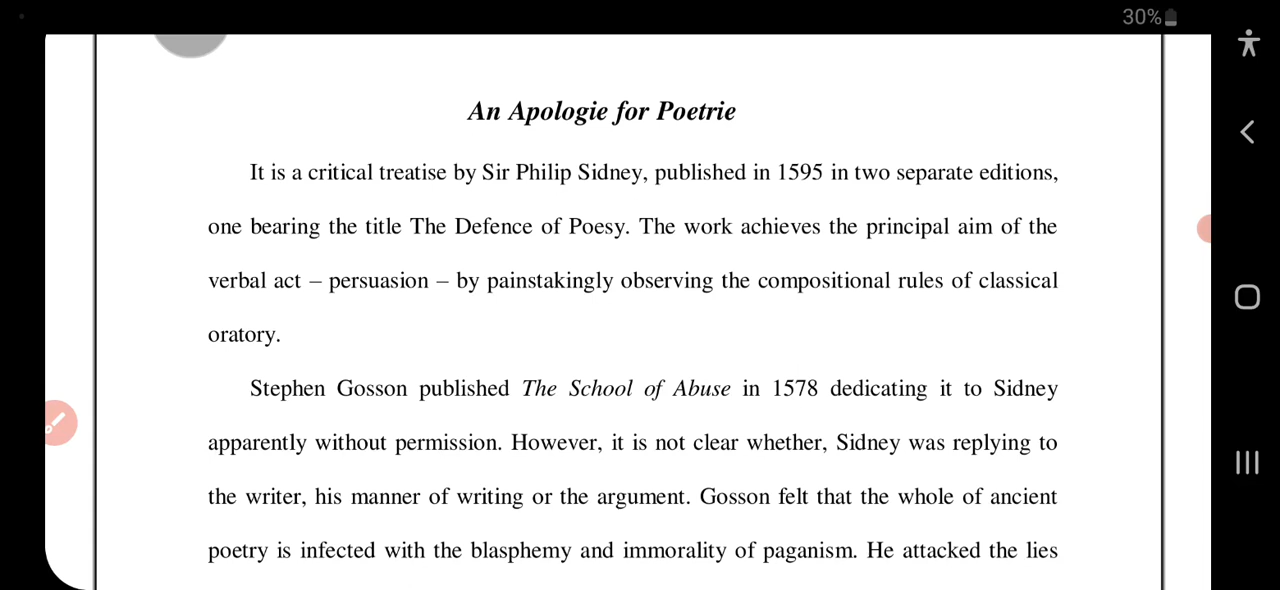 30%
An Apologie for Poetrie
It is a critical treatise by Sir Philip Sidney, published in 1595 in two separate editions,
one bearing the title The Defence of Poesy. The work achieves the principal aim of the
verbal act – persuasion – by painstakingly observing the compositional rules of classical
oratory.
Stephen Gosson published The School of Abuse in 1578 dedicating it to Sidney
apparently without permission. However, it is not clear whether, Sidney was replying to
the writer, his manner of writing or the argument. Gosson felt that the whole of ancient
poetry is infected with the blasphemy and immorality of paganism. He attacked the lies